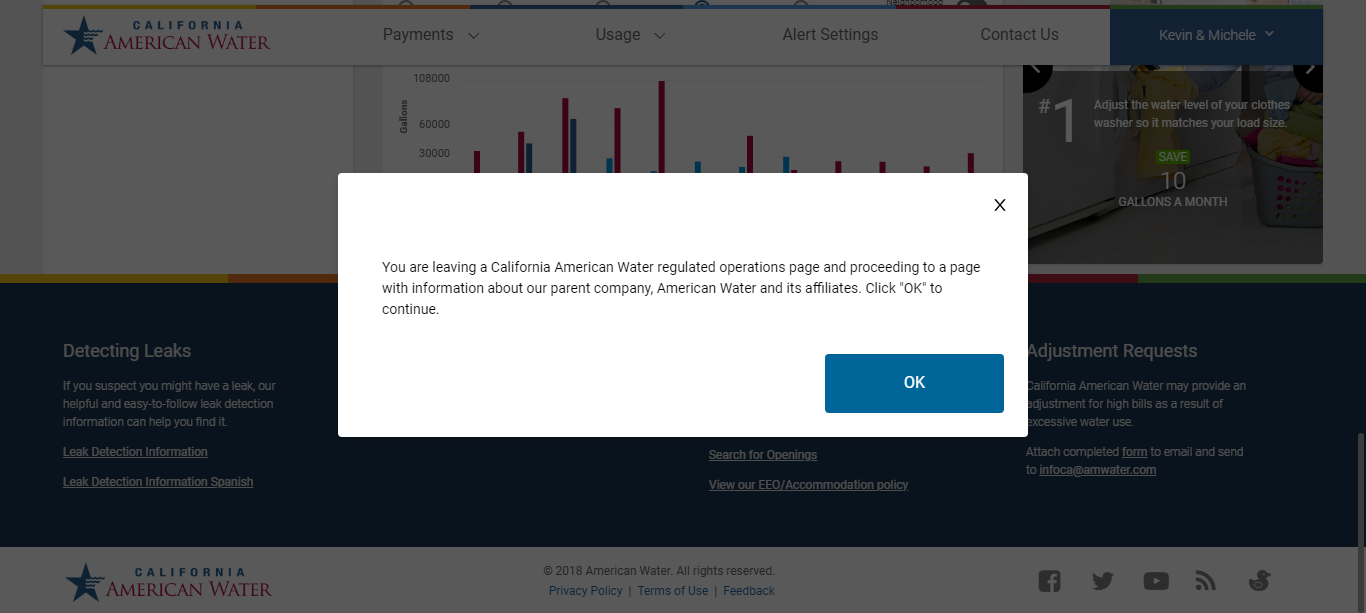 Neighborhood
CALIFORNIA
AMERICAN WATER
Payments
Usage
Alert Settings
Contact Us
Kevin & Michele
108000
60000
30000
Gallons
#1
Adjust the water level of your clothes
washer so it matches your load size.
SAVE
10
GALLONS A MONTH
X
You are leaving a California American Water regulated operations page and proceeding to a page
with information about our parent company, American Water and its affiliates. Click "OK" to
continue.
OK
Detecting Leaks
If you suspect you might have a leak, our
helpful and easy-to-follow leak detection
information can help you find it.
Leak Detection Information
Leak Detection Information Spanish
Search for Openings
View our EEO/Accommodation policy
Adjustment Requests
California American Water may provide an
adjustment for high bills as a result of
excessive water use.
Attach completed form to email and send
to infoca@amwater.com
CALIFORNIA
AMERICAN WATER
© 2018 American Water. All rights reserved.
Privacy Policy | Terms of Use | Feedback